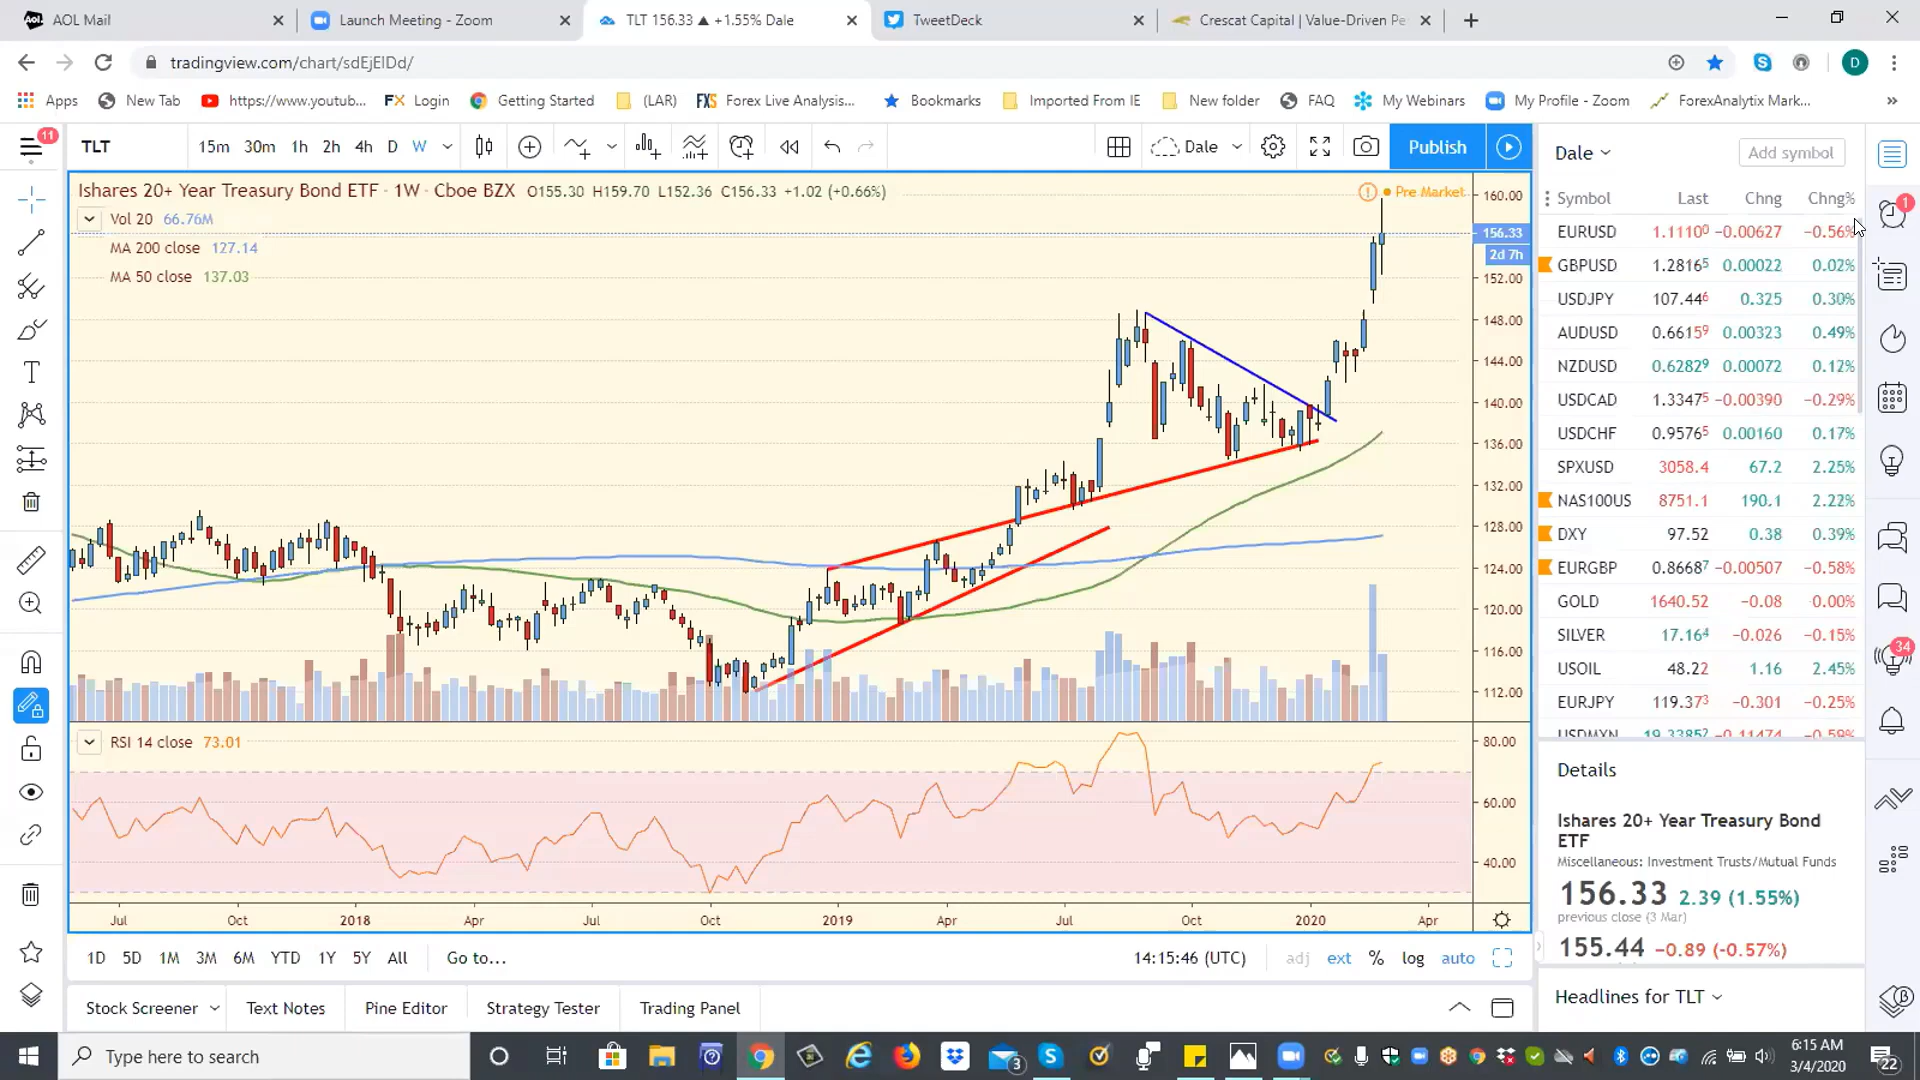 AOL Mail
Launch Meeting - Zoom
TLT 156.33 ▲ +1.55% Dale
TweetDeck
Crescat Capital | Value-Driven Pe
tradingview.com/chart/sdEjElDd/
D
Apps
New Tab
https://www.youtub...
FX Login
Getting Started
(LAR)
FXS Forex Live Analysis...
Bookmarks
Imported From IE
New folder
FAQ
My Webinars
My Profile - Zoom
ForexAnalytix Mark...
»
11
TLT
15m 30m 1h 2h 4h D W
Dale
Publish
Ishares 20+ Year Treasury Bond ETF · 1W · Cboe BZX O155.30 H159.70 L152.36 C156.33 +1.02 (+0.66%)
Pre Market
Vol 20 66.76M
MA 200 close 127.14
MA 50 close 137.03
160.00
156.33
2d 7h
152.00
148.00
144.00
140.00
136.00
132.00
128.00
124.00
120.00
116.00
112.00
RSI 14 close 73.01
80.00
60.00
40.00
Jul Oct 2018 Apr Jul Oct 2019 Apr Jul Oct 2020 Apr
1D 5D 1M 3M 6M YTD 1Y 5Y All Go to...
14:15:46 (UTC) adj ext % log auto
Stock Screener Text Notes Pine Editor Strategy Tester Trading Panel
Dale
Add symbol
Symbol Last Chng Chng%
EURUSD 1.11100 −0.00627 −0.56%
GBPUSD 1.28165 0.00022 0.02%
USDJPY 107.446 0.325 0.30%
AUDUSD 0.66159 0.00323 0.49%
NZDUSD 0.62829 0.00072 0.12%
USDCAD 1.33475 −0.00390 −0.29%
USDCHF 0.95765 0.00160 0.17%
SPXUSD 3058.4 67.2 2.25%
NAS100US 8751.1 190.1 2.22%
DXY 97.52 0.38 0.39%
EURGBP 0.86687 −0.00507 −0.58%
GOLD 1640.52 −0.08 0.00%
SILVER 17.164 −0.026 −0.15%
USOIL 48.22 1.16 2.45%
EURJPY 119.373 −0.301 −0.25%
USDMXN 19.33852 −0.11474 −0.59%
Details
Ishares 20+ Year Treasury Bond
ETF
Miscellaneous: Investment Trusts/Mutual Funds
156.33 2.39 (1.55%)
previous close (3 Mar)
155.44 −0.89 (−0.57%)
Headlines for TLT
1
34
Type here to search
3
6:15 AM
3/4/2020
22